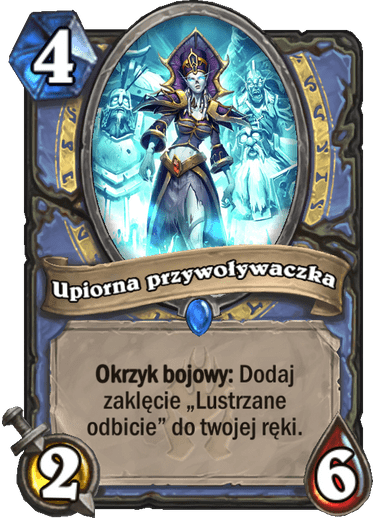 4
Upiorna przywoływaczka
Okrzyk bojowy: Dodaj
zaklęcie „Lustrzane
odbicie” do twojej ręki.
2
6